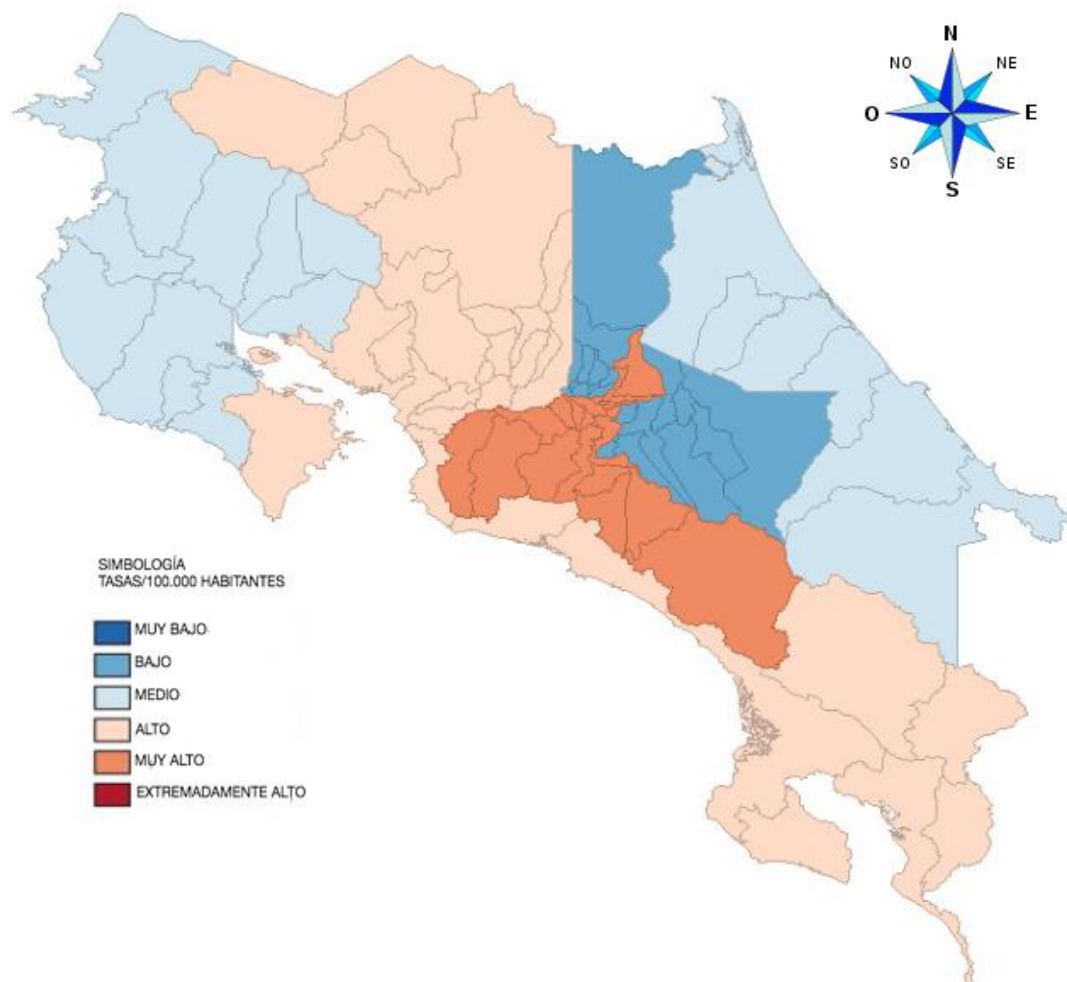 N
NO
NE
O
E
SO
SE
S
SIMBOLOGÍA
TASAS/100.000 HABITANTES
MUY BAJO
BAJO
MEDIO
ALTO
MUY ALTO
EXTREMADAMENTE ALTO